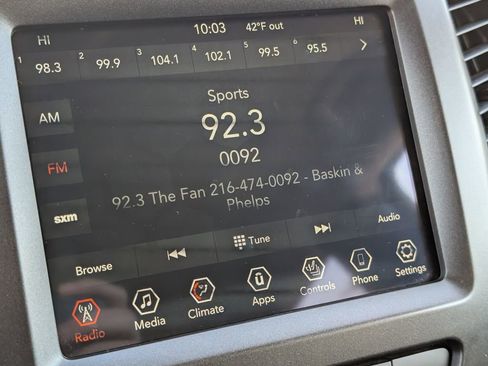 10:03 42°F out
HI HI
1 98.3 2 99.9 3 104.1 4 102.1 5 99.5 6 95.5
Sports
AM
92.3
0092
FM
92.3 The Fan 216-474-0092 - Baskin &
Phelps
sxm
Browse Tune Audio
Radio Media Climate Apps Controls Phone Settings